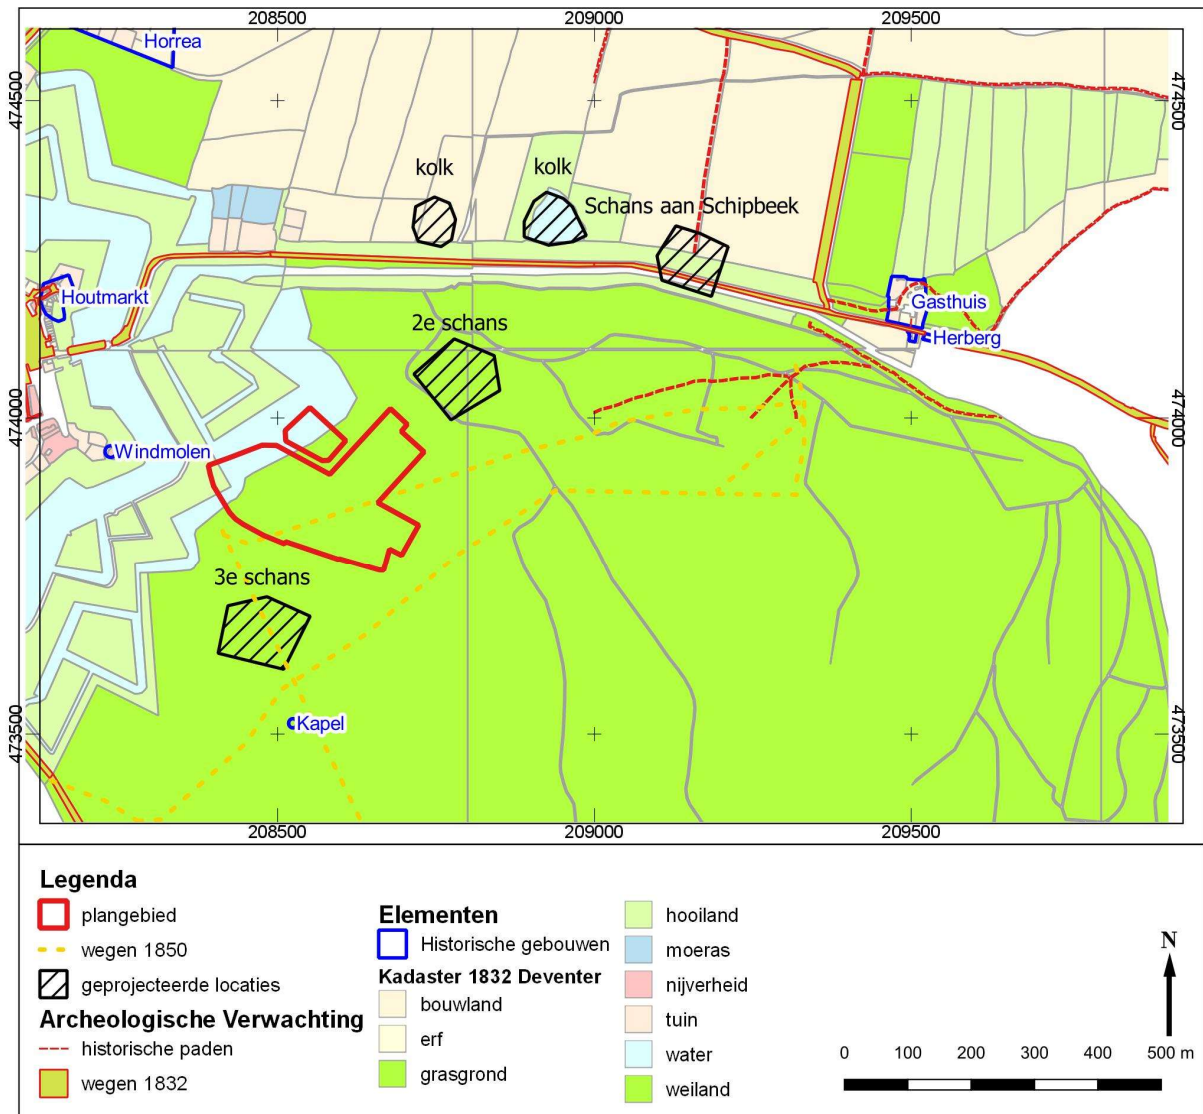 208500
209000
209500
Horrea
474500
474500
kolk
kolk
Schans aan Schipbeek
Houtmarkt
Gasthuis
2e schans
Herberg
474000
474000
Windmolen
3e schans
Kapel
473500
473500
208500
209000
209500
Legenda
plangebied
wegen 1850
geprojecteerde locaties
Archeologische Verwachting
historische paden
wegen 1832
Elementen
Historische gebouwen
Kadaster 1832 Deventer
bouwland
erf
grasgrond
hooiland
moeras
nijverheid
tuin
water
weiland
N
0 100 200 300 400 500 m